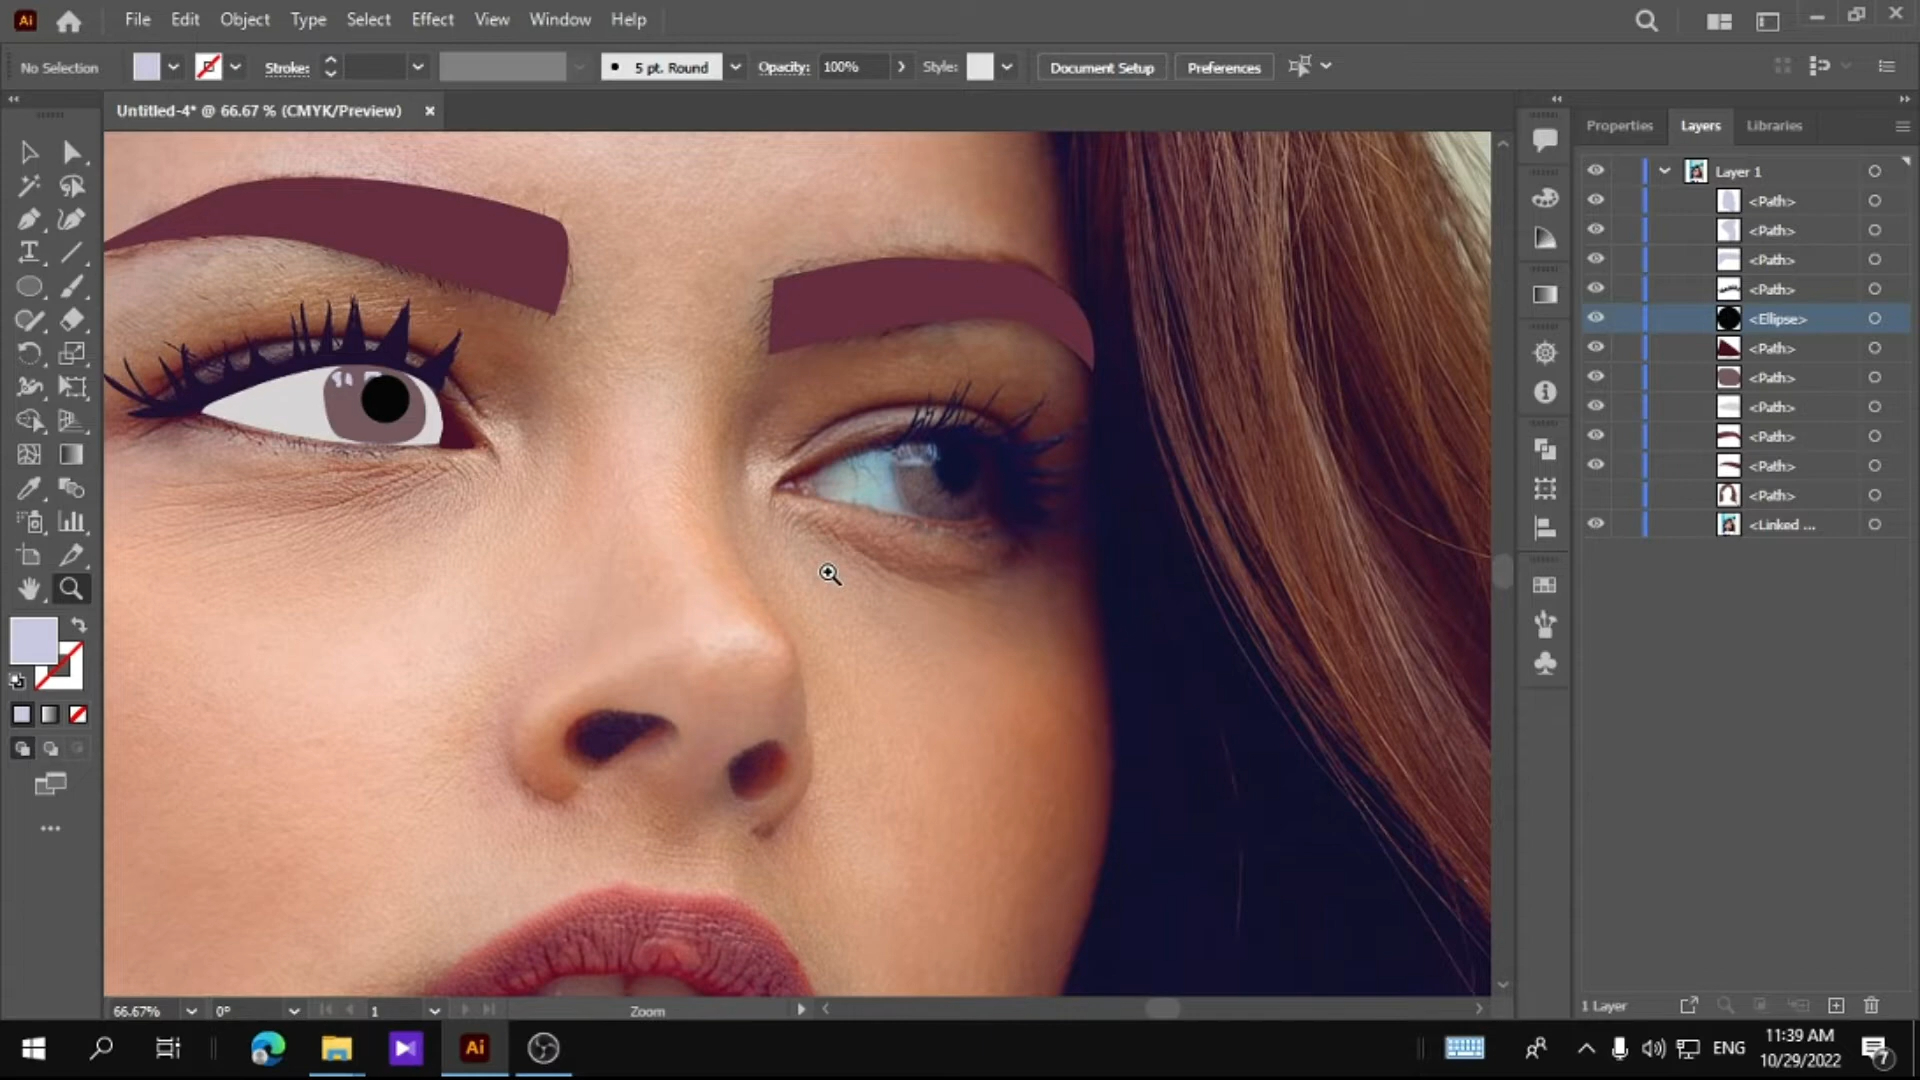 Ai File Edit Object Type Select Effect View Window Help
No Selection Stroke: 5 pt. Round Opacity: 100% Style: Document Setup Preferences
Untitled-4* @ 66.67 % (CMYK/Preview)
Properties Layers Libraries
Layer 1
<Path>
<Path>
<Path>
<Path>
<Ellipse>
<Path>
<Path>
<Path>
<Path>
<Path>
<Path>
<Linked ...
66.67% 0° 1 Zoom
1 Layer
Ai
ENG
11:39 AM
10/29/2022
7